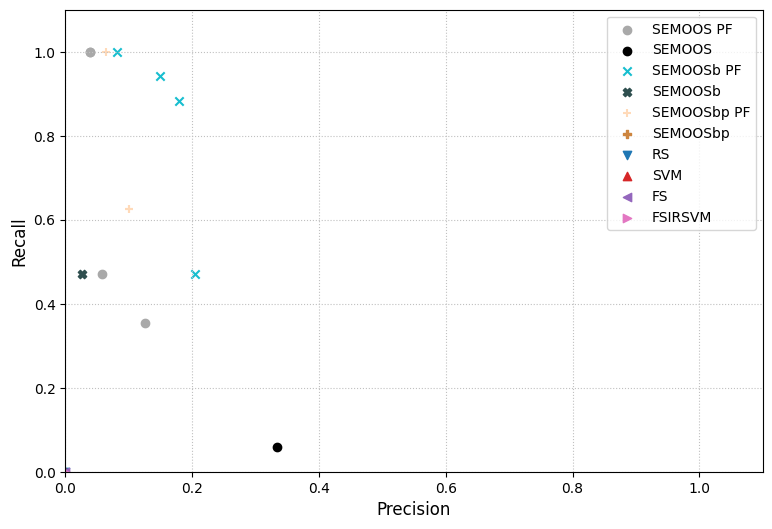 Recall
1.0
0.8
0.6
0.4
0.2
0.0
0.0
0.2
0.4
0.6
0.8
1.0
Precision
SEMOOS PF
SEMOOS
SEMOOSb PF
SEMOOSb
SEMOOSbp PF
SEMOOSbp
RS
SVM
FS
FSIRSVM